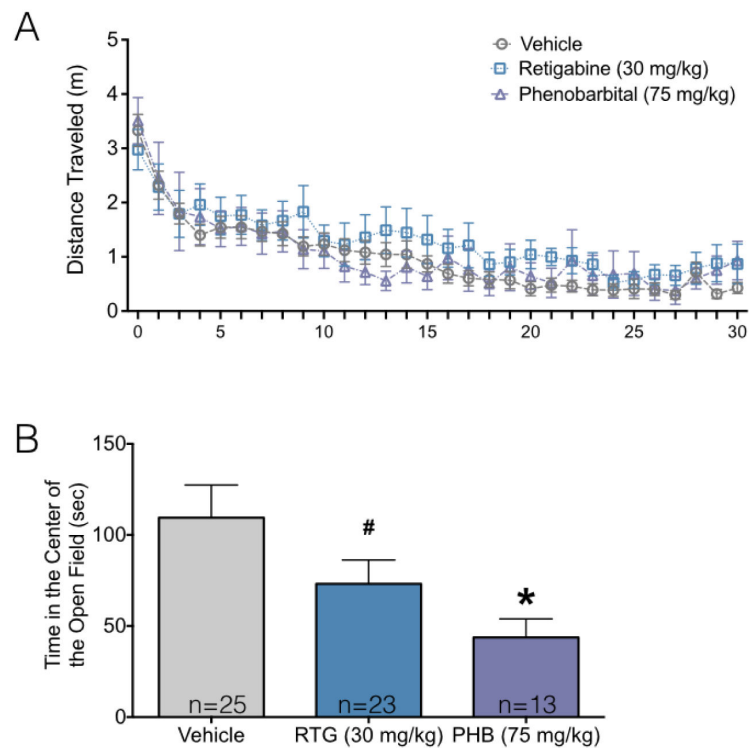 A
Distance Traveled (m)
5
4
3
2
1
0
Vehicle
Retigabine (30 mg/kg)
Phenobarbital (75 mg/kg)
0 5 10 15 20 25 30
B
Time in the Center of
the Open Field (sec)
150
100
50
0
#
*
n=25 n=23 n=13
Vehicle RTG (30 mg/kg) PHB (75 mg/kg)